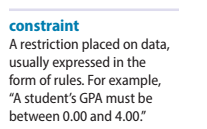 constraint
A restriction placed on data,
usually expressed in the
form of rules. For example,
“A student’s GPA must be
between 0.00 and 4.00.”